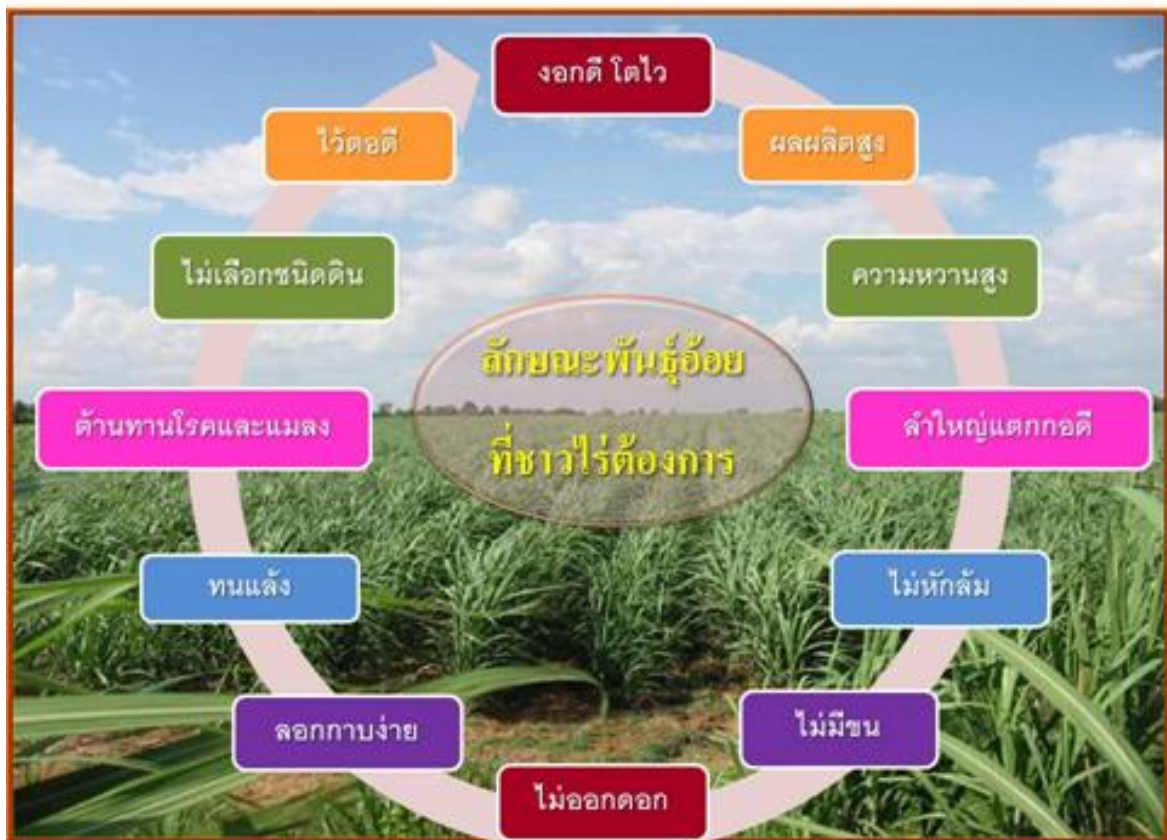 ลักษณะพันธุ์อ้อย
ที่ชาวไร่ต้องการ
งอกดี โตไว
ผลผลิตสูง
ความหวานสูง
ลำใหญ่แตกกอดี
ไม่หักล้ม
ไม่มีขน
ไม่ออกดอก
ลอกกาบง่าย
ทนแล้ง
ต้านทานโรคและแมลง
ไม่เลือกชนิดดิน
ไว้ตอดี